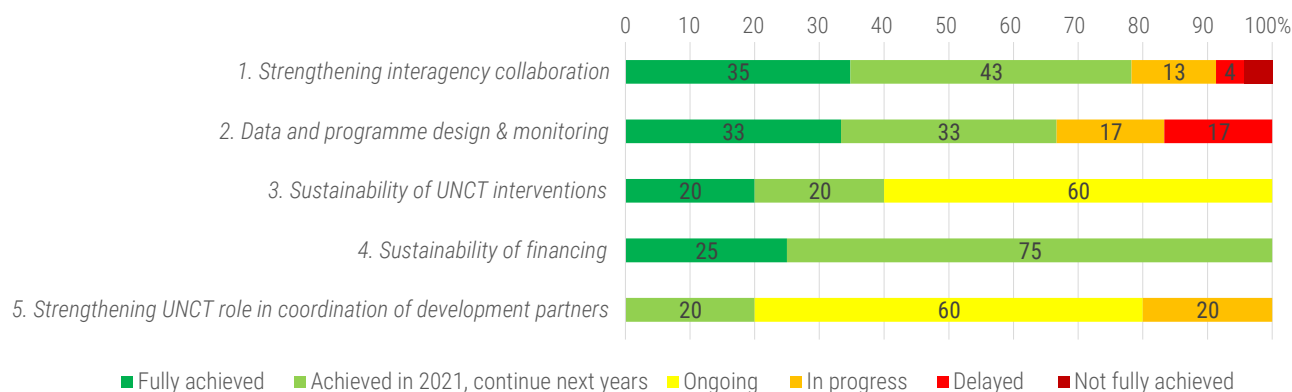 0 10 20 30 40 50 60 70 80 90 100%
1. Strengthening interagency collaboration 35 43 13 4
2. Data and programme design & monitoring 33 33 17 17
3. Sustainability of UNCT interventions 20 20 60
4. Sustainability of financing 25 75
5. Strengthening UNCT role in coordination of development partners 20 60 20
Fully achieved Achieved in 2021, continue next years Ongoing In progress Delayed Not fully achieved